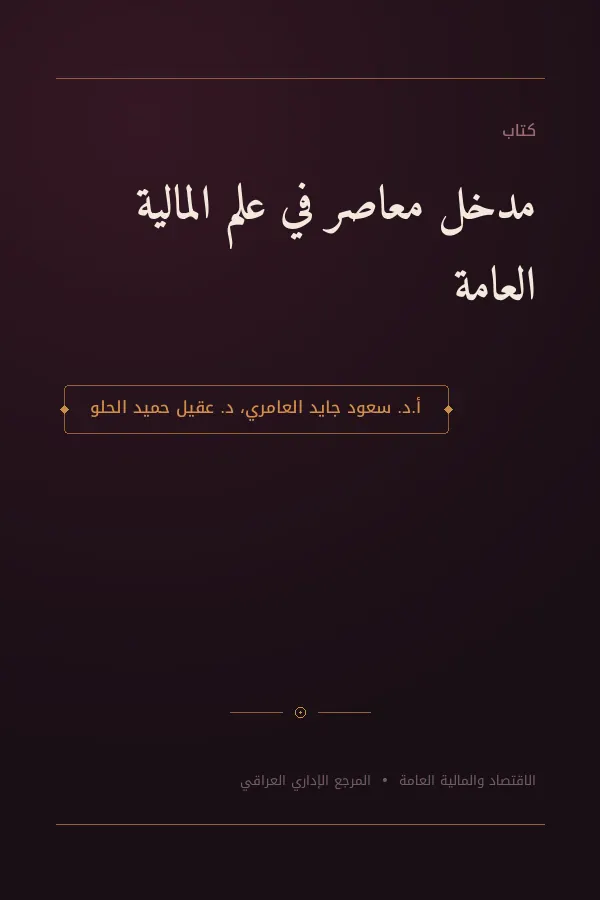 كتاب
مدخل معاصر في علم المالية
العامة
أ.د. سعود جايد العامري، د. عقيل حميد الحلو
الاقتصاد والمالية العامة • المرجع الإداري العراقي